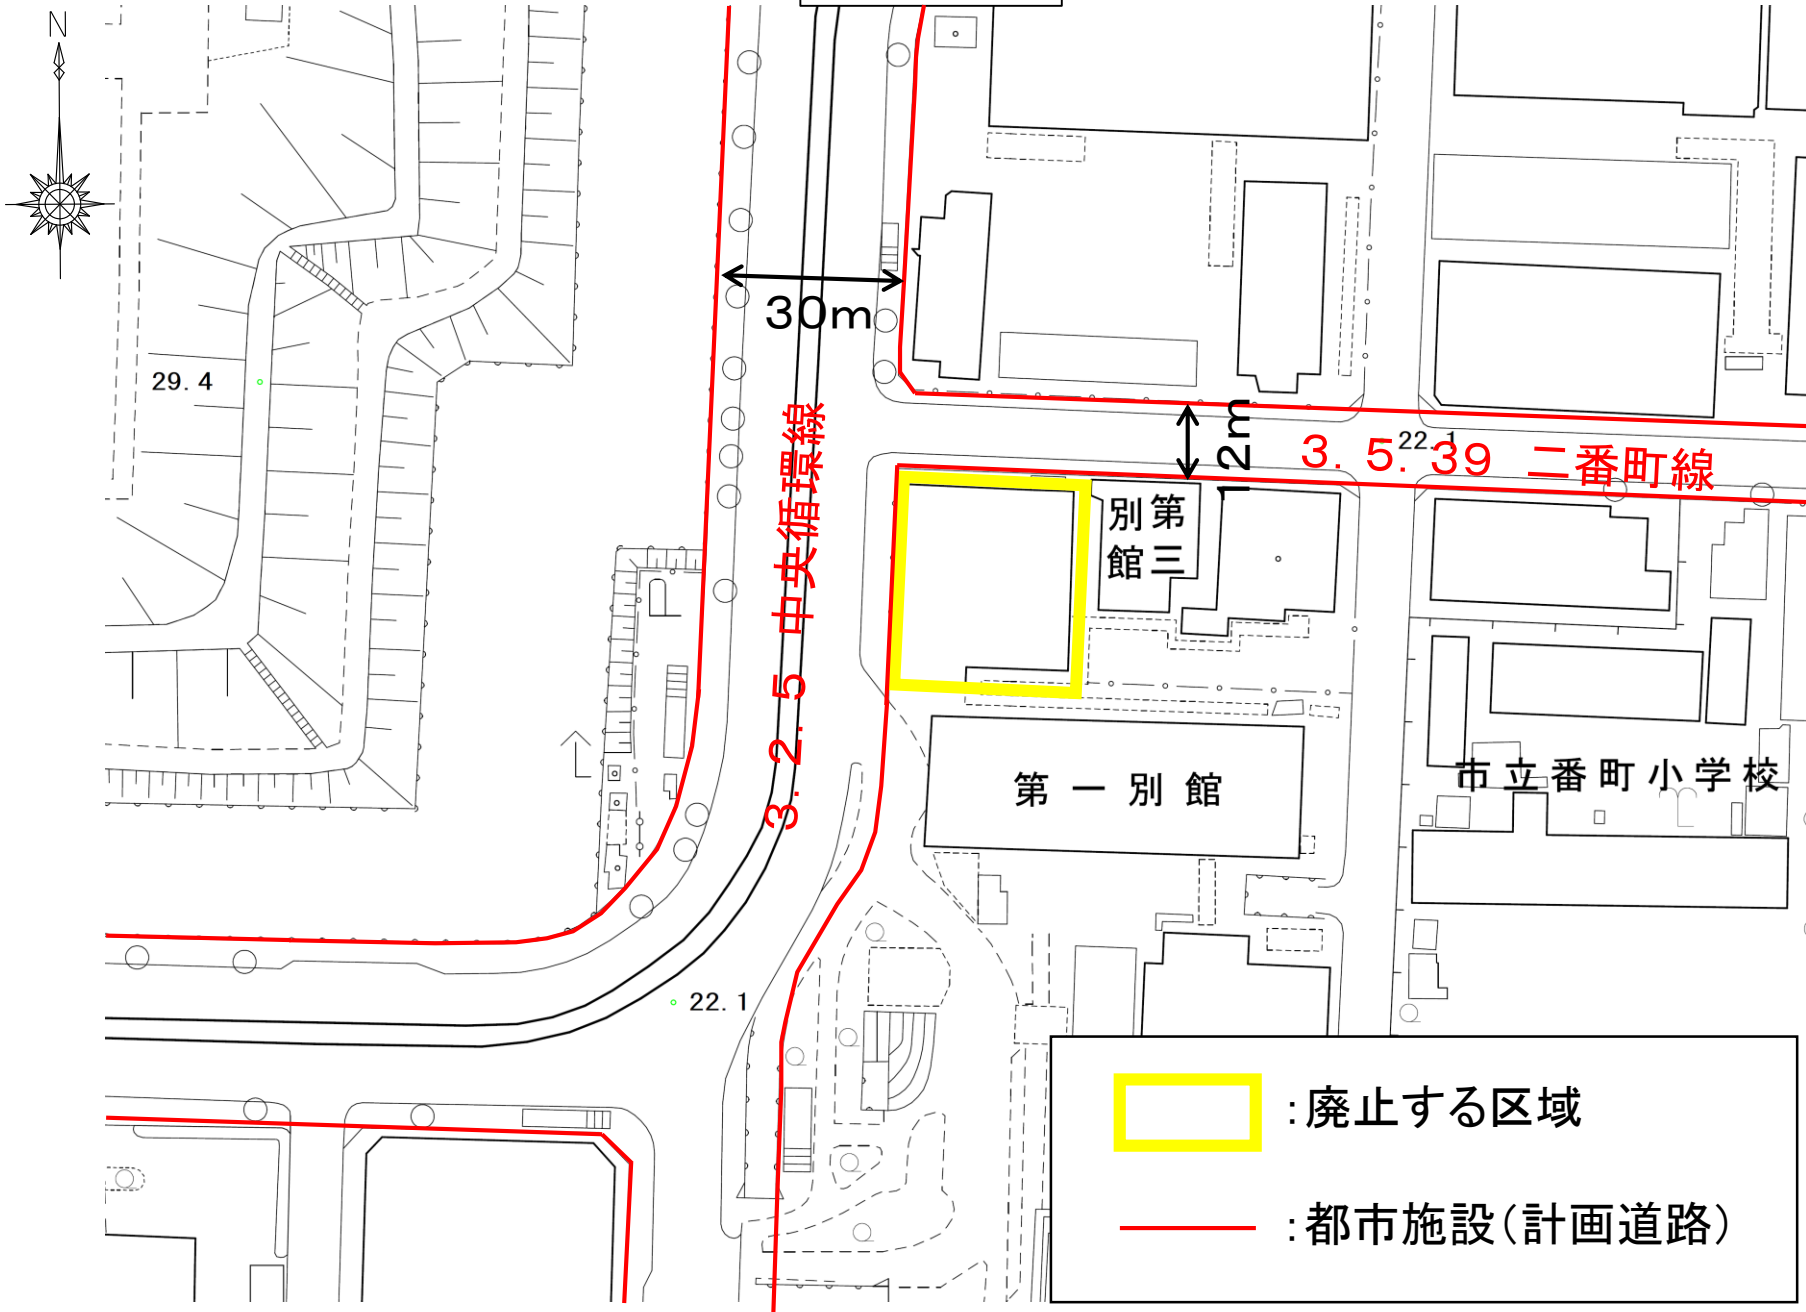 N
30m
29.4
12m
22.1
3.5.39 二番町線
3.2.5 中央循環線
第三
別館
第一別館
市立番町小学校
22.1
:廃止する区域
:都市施設(計画道路)